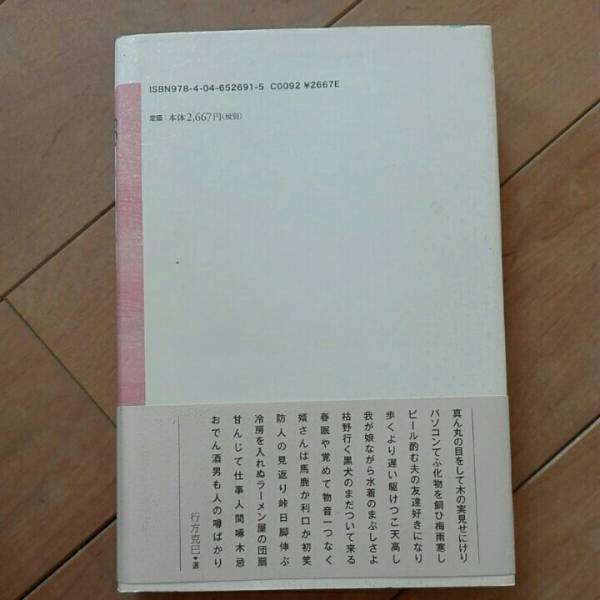 ISBN978-4-04-652691-5 C0092 ¥2667E
定価 本体2,667円(税別)
真ん丸の目をして木の実見せにけり
パソコンてふ化物を飼ひ梅雨寒し
ビール酌む夫の友達好きになり
歩くより遅い駆けつこ天高し
我が娘ながら水着のまぶしさよ
枯野行く黒犬のまだついて来る
春眠や覚めて物音一つなく
嬉さんは馬鹿か利口か初笑
防人の見返り峠日脚伸ぶ
冷房を入れぬラーメン屋の団扇
甘んじて仕事人間啄木忌
おでん酒男も人の噂ばかり
行方克巳・選